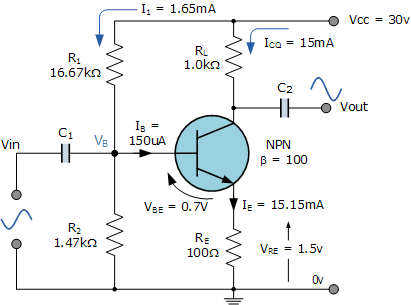 I₁ = 1.65mA
Vcc = 30v
R₁
16.67kΩ
R_L
1.0kΩ
I_CQ = 15mA
C₂
Vout
Vin
C₁
V_B
I_B =
150uA
NPN
β = 100
V_BE = 0.7V
I_E = 15.15mA
R₂
1.47kΩ
R_E
100Ω
V_RE = 1.5v
0v